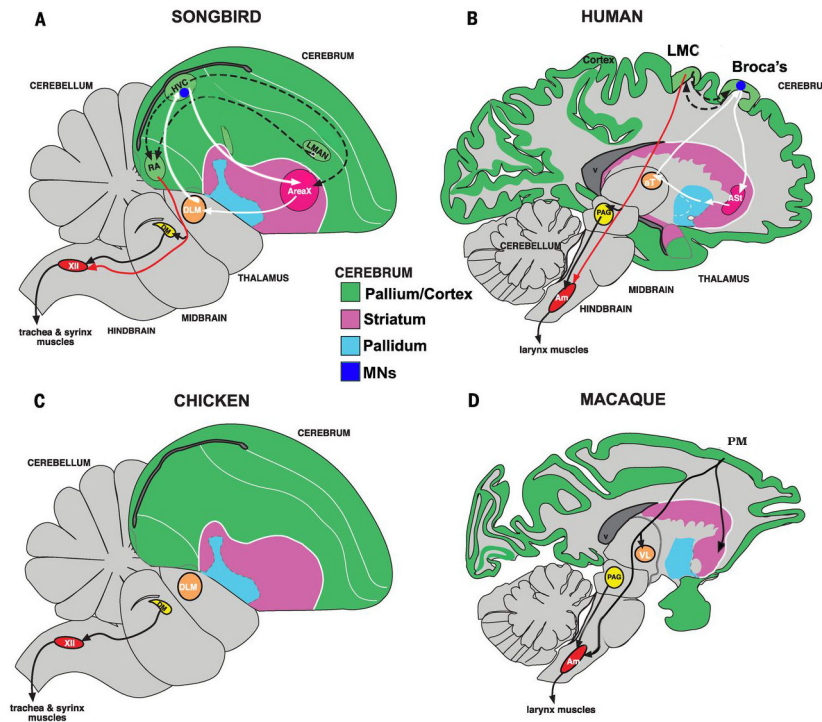 A SONGBIRD
CEREBRUM
CEREBELLUM
HVC
LMAN
RA
AreaX
DLM
DM
XII
THALAMUS
MIDBRAIN
HINDBRAIN
trachea & syrinx
muscles
B HUMAN
LMC
Broca's
Cortex
CEREBRU
V
aT
ASt
PAG
CEREBELLUM
THALAMUS
MIDBRAIN
Am
HINDBRAIN
larynx muscles
CEREBRUM
Pallium/Cortex
Striatum
Pallidum
MNs
C CHICKEN
CEREBRUM
CEREBELLUM
DLM
DM
XII
trachea & syrinx
muscles
D MACAQUE
PM
V
VL
PAG
Am
larynx muscles